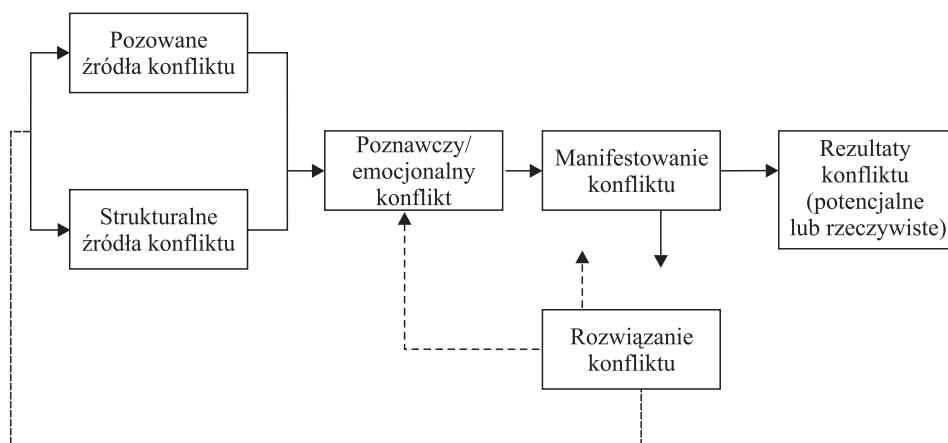 Pozowane
źródła konfliktu
Strukturalne
źródła konfliktu
Poznawczy/
emocjonalny
konflikt
Manifestowanie
konfliktu
Rezultaty
konfliktu
(potencjalne
lub rzeczywiste)
Rozwiązanie
konfliktu